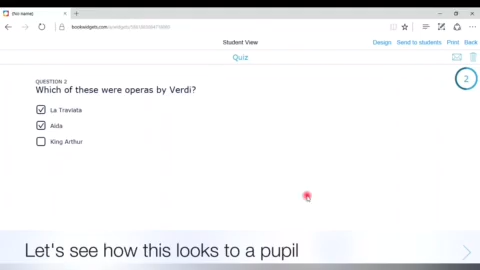 (No name)
bookwidgets.com
Student View
Design Send to students Print Back
Quiz
2
QUESTION 2
Which of these were operas by Verdi?
La Traviata
Aida
King Arthur
Let's see how this looks to a pupil